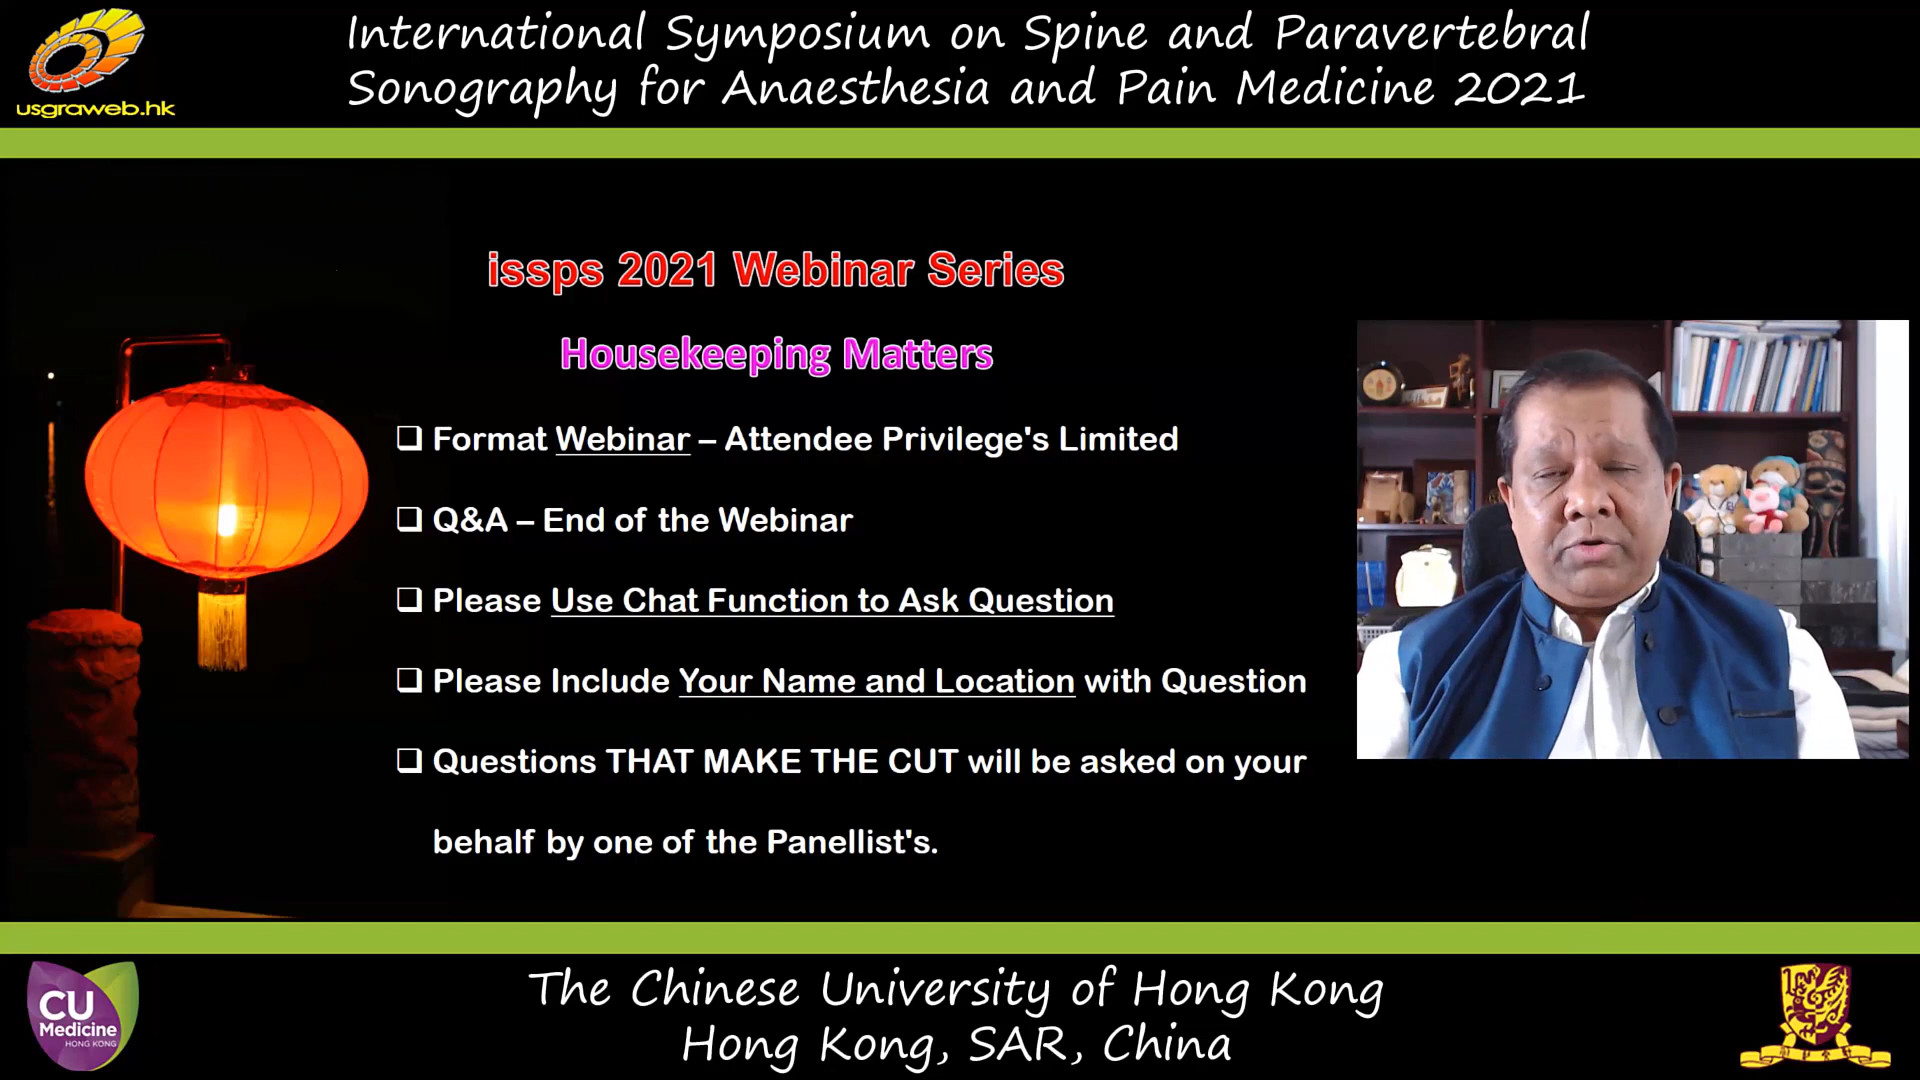 International Symposium on Spine and Paravertebral
Sonography for Anaesthesia and Pain Medicine 2021
usgraweb.hk
issps 2021 Webinar Series
Housekeeping Matters
❑ Format Webinar – Attendee Privilege's Limited
❑ Q&A – End of the Webinar
❑ Please Use Chat Function to Ask Question
❑ Please Include Your Name and Location with Question
❑ Questions THAT MAKE THE CUT will be asked on your
behalf by one of the Panellist's.
CU
Medicine
HONG KONG
The Chinese University of Hong Kong
Hong Kong, SAR, China